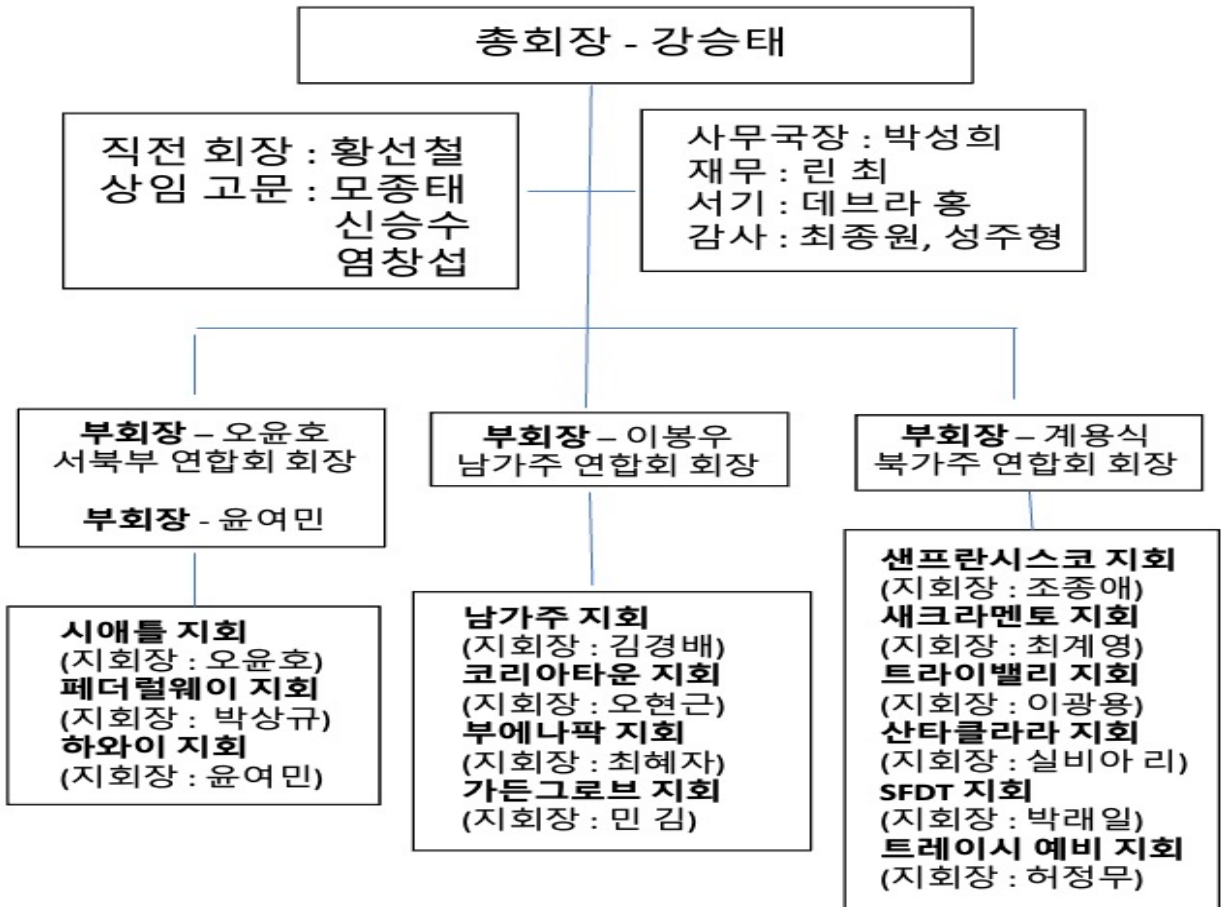 총회장 - 강승태
직전 회장 : 황선철
상임 고문 : 모종태
신승수
염창섭
사무국장 : 박성희
재무 : 린 최
서기 : 데브라 홍
감사 : 최종원, 성주형
부회장 – 오윤호
서북부 연합회 회장
부회장 - 윤여민
시애틀 지회
(지회장 : 오윤호)
페더럴웨이 지회
(지회장 : 박상규)
하와이 지회
(지회장 : 윤여민)
부회장 – 이봉우
남가주 연합회 회장
남가주 지회
(지회장 : 김경배)
코리아타운 지회
(지회장 : 오현근)
부에나팍 지회
(지회장 : 최혜자)
가든그로브 지회
(지회장 : 민 김)
부회장 – 계용식
북가주 연합회 회장
샌프란시스코 지회
(지회장 : 조종애)
새크라멘토 지회
(지회장 : 최계영)
트라이밸리 지회
(지회장 : 이광용)
산타클라라 지회
(지회장 : 실비아 리)
SFDT 지회
(지회장 : 박래일)
트레이시 예비 지회
(지회장 : 허정무)